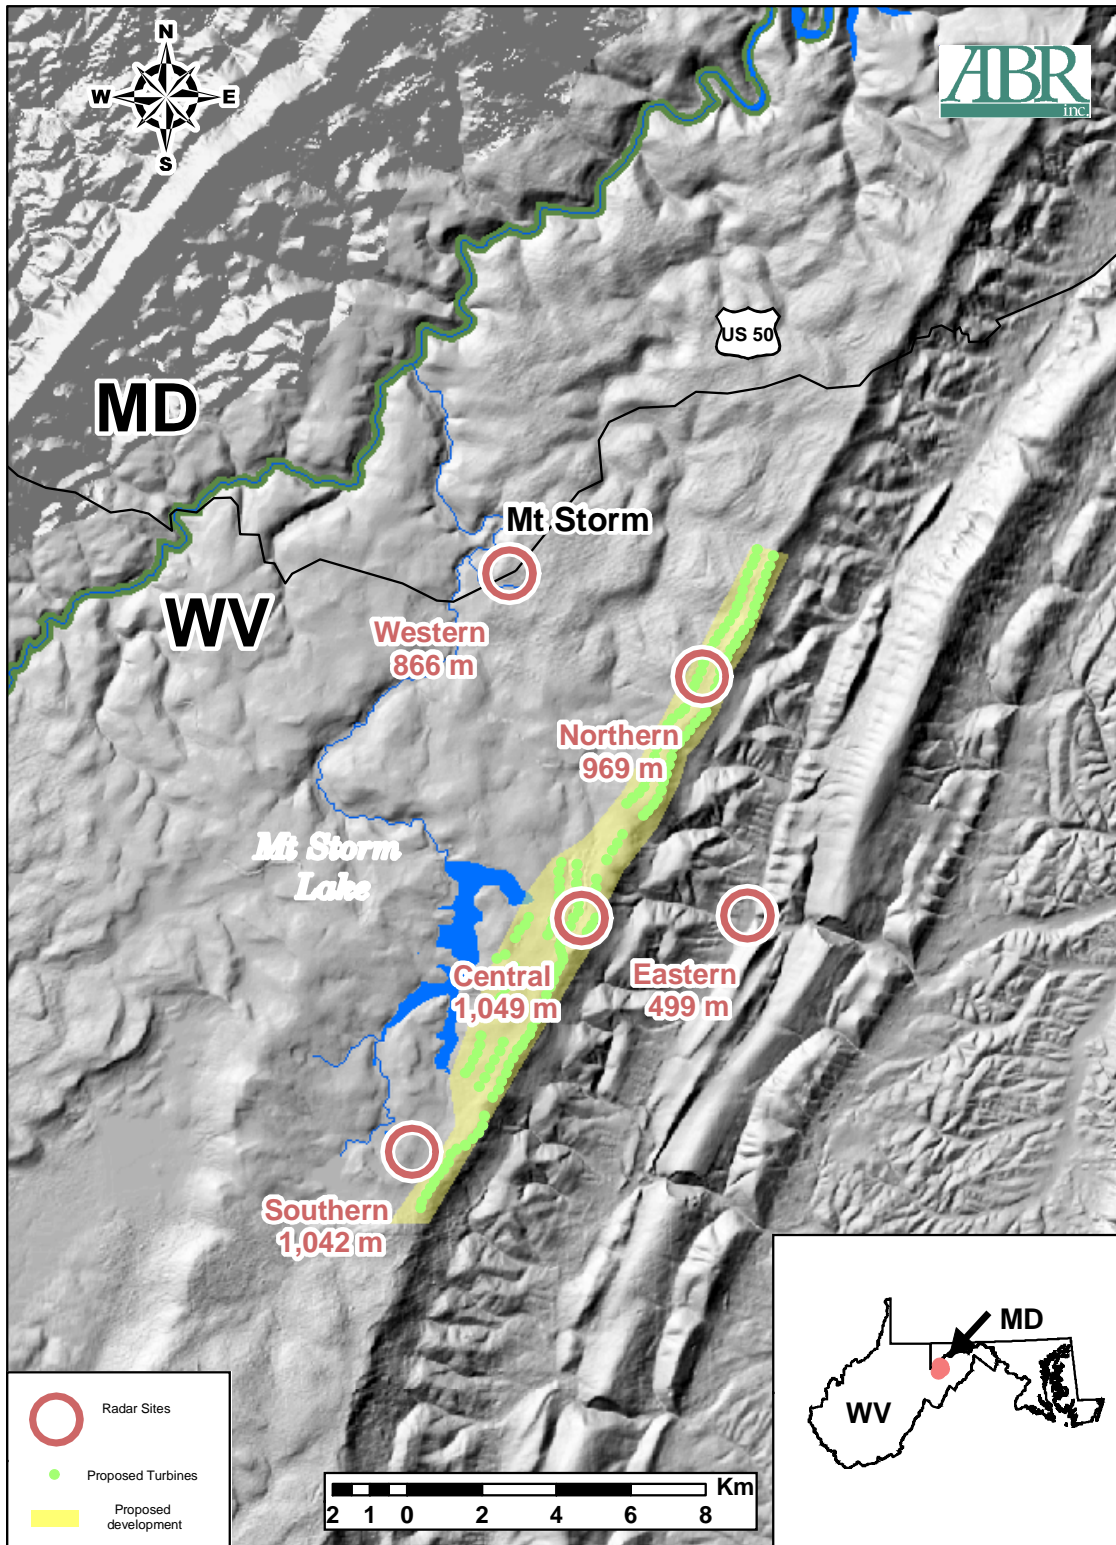 N
W E
S
ABR
inc.
US 50
MD
Mt Storm
WV
Western
866 m
Northern
969 m
Mt Storm
Lake
Central
1,049 m
Eastern
499 m
Southern
1,042 m
MD
WV
Radar Sites
Proposed Turbines
Proposed
development
Km
2 1 0 2 4 6 8